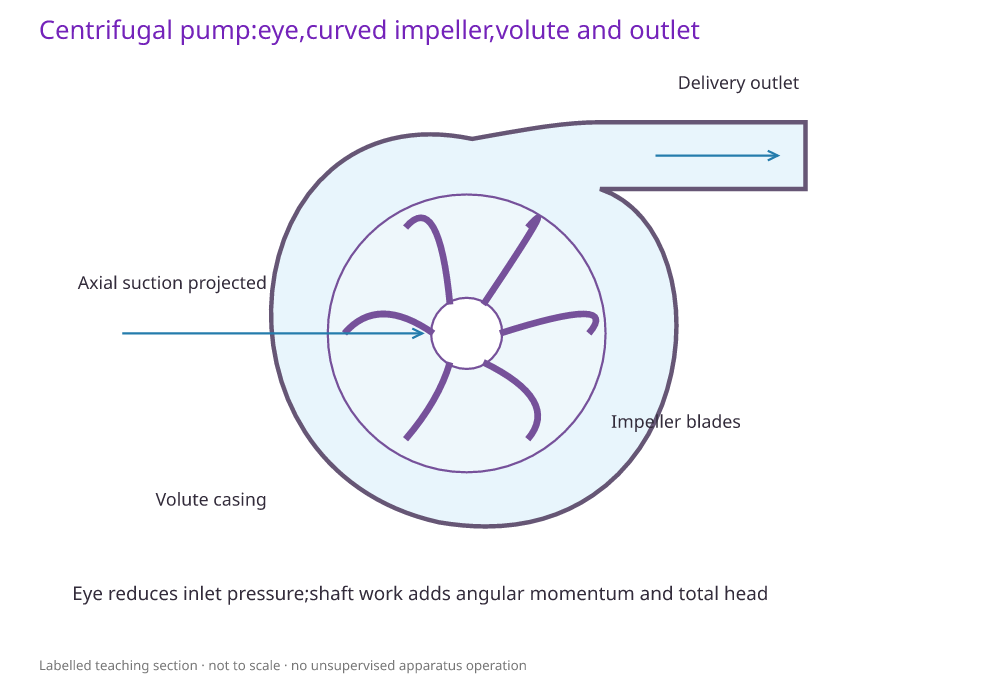 Centrifugal pump:eye,curved impeller,volute and outlet
Delivery outlet
Axial suction projected
Impeller blades
Volute casing
Eye reduces inlet pressure;shaft work adds angular momentum and total head
Labelled teaching section · not to scale · no unsupervised apparatus operation